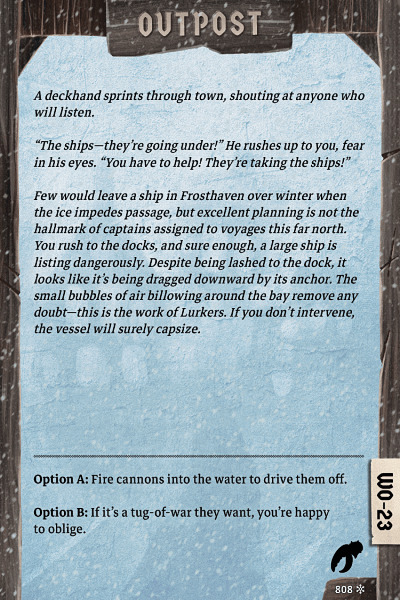 OUTPOST
A deckhand sprints through town, shouting at anyone who
will listen.
“The ships—they’re going under!” He rushes up to you, fear
in his eyes. “You have to help! They’re taking the ships!”
Few would leave a ship in Frosthaven over winter when
the ice impedes passage, but excellent planning is not the
hallmark of captains assigned to voyages this far north.
You rush to the docks, and sure enough, a large ship is
listing dangerously. Despite being lashed to the dock, it
looks like it’s being dragged downward by its anchor. The
small bubbles of air billowing around the bay remove any
doubt—this is the work of Lurkers. If you don’t intervene,
the vessel will surely capsize.
Option A: Fire cannons into the water to drive them off.
Option B: If it’s a tug-of-war they want, you’re happy
to oblige.
WO-23
808